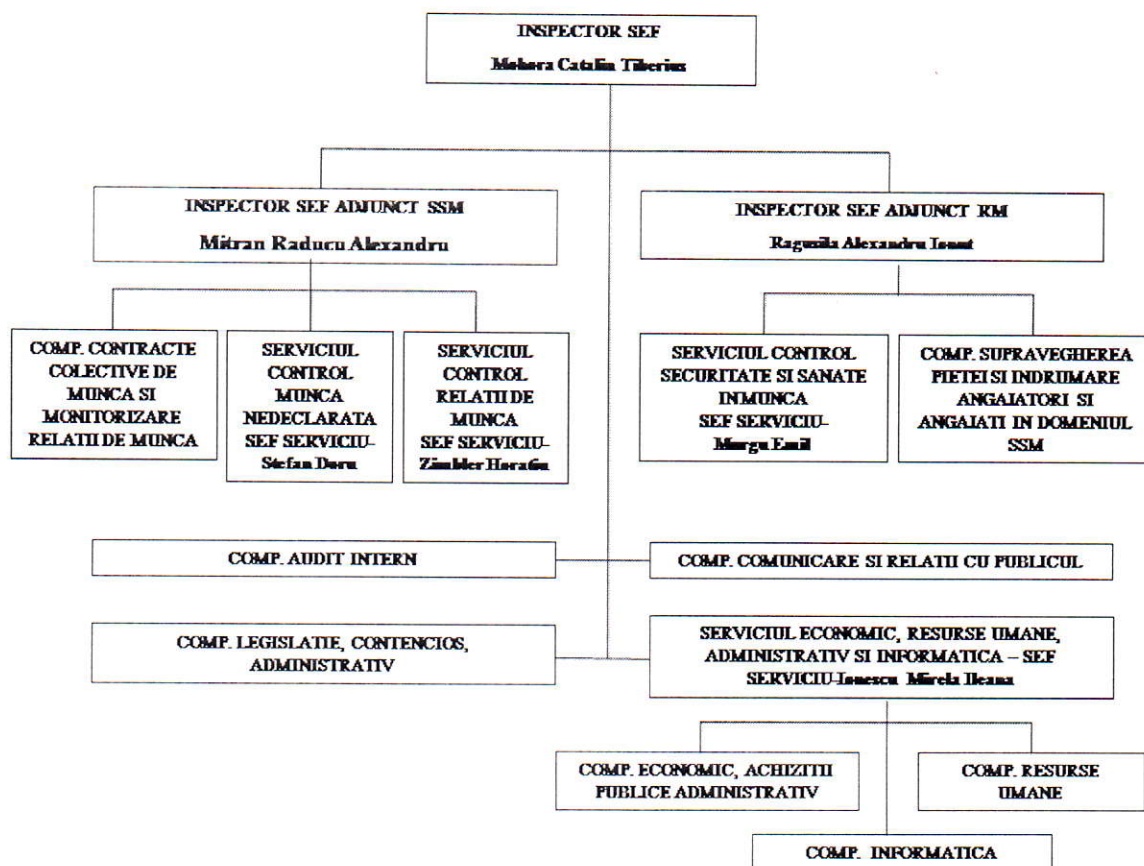 INSPECTOR SEF
Mohora Catalin Tiberius
INSPECTOR SEF ADJUNCT SSM
Mitran Raducu Alexandru
INSPECTOR SEF ADJUNCT RM
Ragusila Alexandru Ionut
COMP. CONTRACTE
COLECTIVE DE
MUNCA SI
MONITORIZARE
RELATII DE MUNCA
SERVICIUL
CONTROL
MUNCA
NEDECLARATA
SEF SERVICIU-
Stefan Doru
SERVICIUL
CONTROL
RELATII DE
MUNCA
SEF SERVICIU-
Zimbler Horatiu
SERVICIUL CONTROL
SECURITATE SI SANATE
IN MUNCA
SEF SERVICIU-
Murgu Emil
COMP. SUPRAVEGHEREA
PIETEI SI INDRUMARE
ANGAJATORI SI
ANGAJATI IN DOMENIUL
SSM
COMP. AUDIT INTERN
COMP. COMUNICARE SI RELATII CU PUBLICUL
COMP. LEGISLATIE, CONTENCIOS,
ADMINISTRATIV
SERVICIUL ECONOMIC, RESURSE UMANE,
ADMINISTRATIV SI INFORMATICA – SEF
SERVICIU-Ionescu Mirela Ileana
COMP. ECONOMIC, ACHIZITII
PUBLICE ADMINISTRATIV
COMP. RESURSE
UMANE
COMP. INFORMATICA